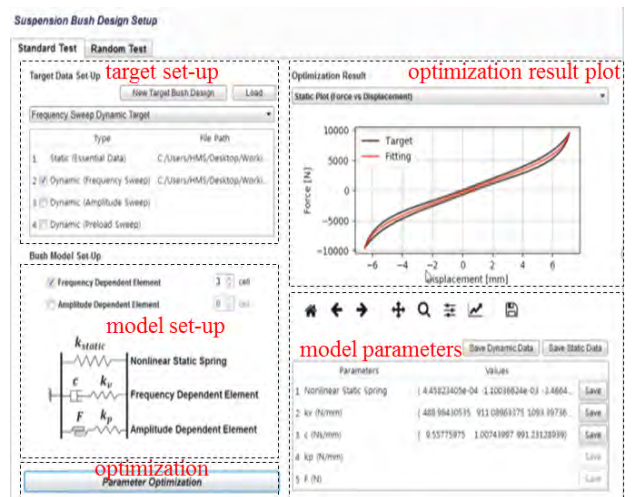 Suspension Bush Design Setup
Standard Test Random Test
Target Data Set-Up target set-up
New Target Bush Design Load
Frequency Sweep Dynamic Target
Type File Path
1 Static (Essential Data) C:/Users/HMS/Desktop/Worki..
2 Dynamic (Frequency Sweep) C:/Users/HMS/Desktop/Worki..
3 Dynamic (Amplitude Sweep)
4 Dynamic (Preload Sweep)
Bush Model Set-Up
Frequency Dependent Element 3 cell
Amplitude Dependent Element 0 cell
model set-up
k_static
Nonlinear Static Spring
c k_v
Frequency Dependent Element
F k_p
Amplitude Dependent Element
optimization
Parameter Optimization
Optimization Result optimization result plot
Static Plot (Force vs Displacement)
Force [N]
10000
5000
0
−5000
−10000
Target
Fitting
−6 −4 −2 0 2 4 6
Displacement [mm]
model parameters
Save Dynamic Data Save Static Data
Parameters Values
1 Nonlinear Static Spring Save
2 kv (N/mm) Save
3 c (Ns/mm) Save
4 kp (N/mm) Save
5 F (N) Save